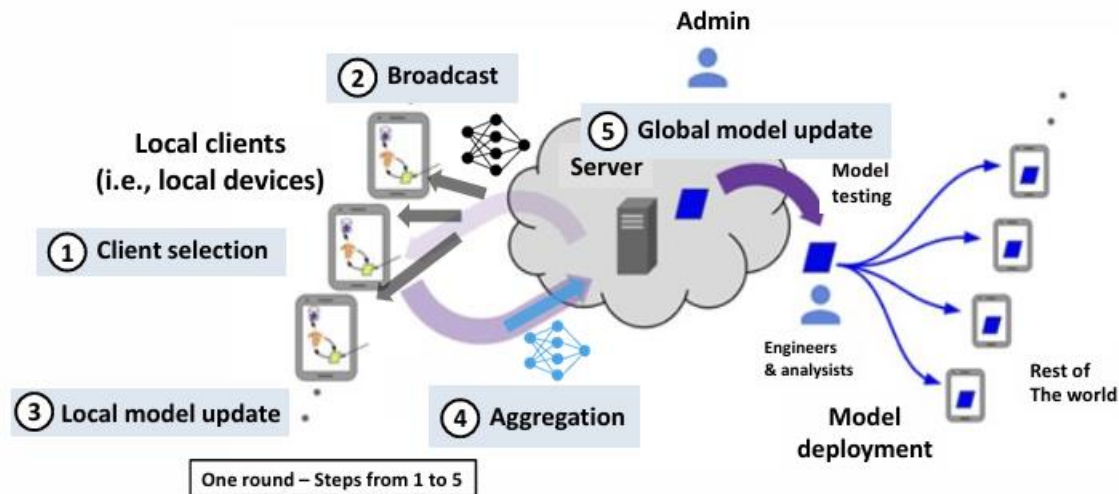 Admin
2 Broadcast
5 Global model update
Local clients
(i.e., local devices)
Server
Model
testing
1 Client selection
Engineers
& analysists
Rest of
The world
3 Local model update
4 Aggregation
Model
deployment
One round – Steps from 1 to 5